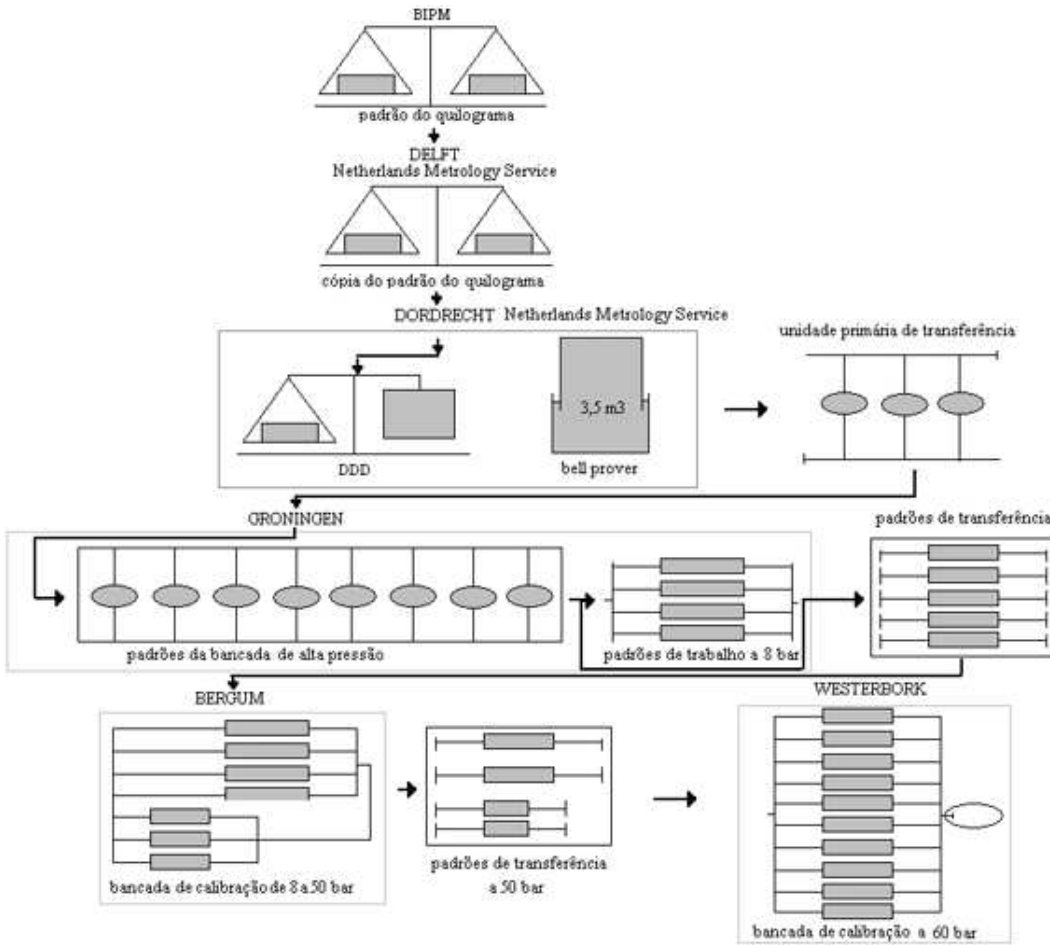 BIPM
padrão do quilograma
DELFT
Netherlands Metrology Service
cópia do padrão do quilograma
DORDRECHT Netherlands Metrology Service
unidade primária de transferência
3,5 m3
DDD
bell prover
GRONINGEN
padrões de transferência
padrões da bancada de alta pressão
padrões de trabalho a 8 bar
BERGUM
WESTERBORK
bancada de calibração de 8 a 50 bar
padrões de transferência
a 50 bar
bancada de calibração a 60 bar